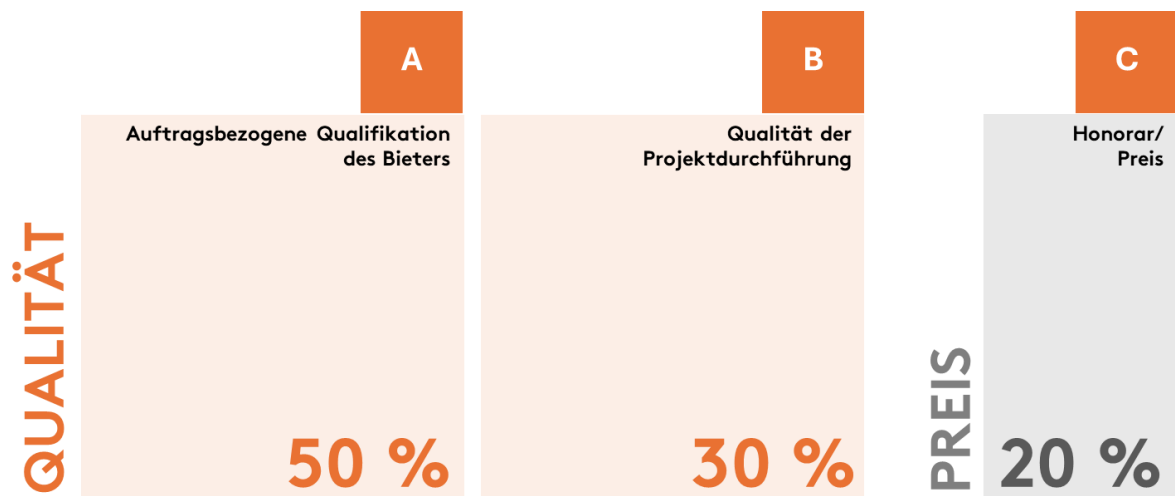 QUALITÄT
A
Auftragsbezogene Qualifikation
des Bieters
50 %
B
Qualität der
Projektdurchführung
30 %
PREIS
C
Honorar/
Preis
20 %